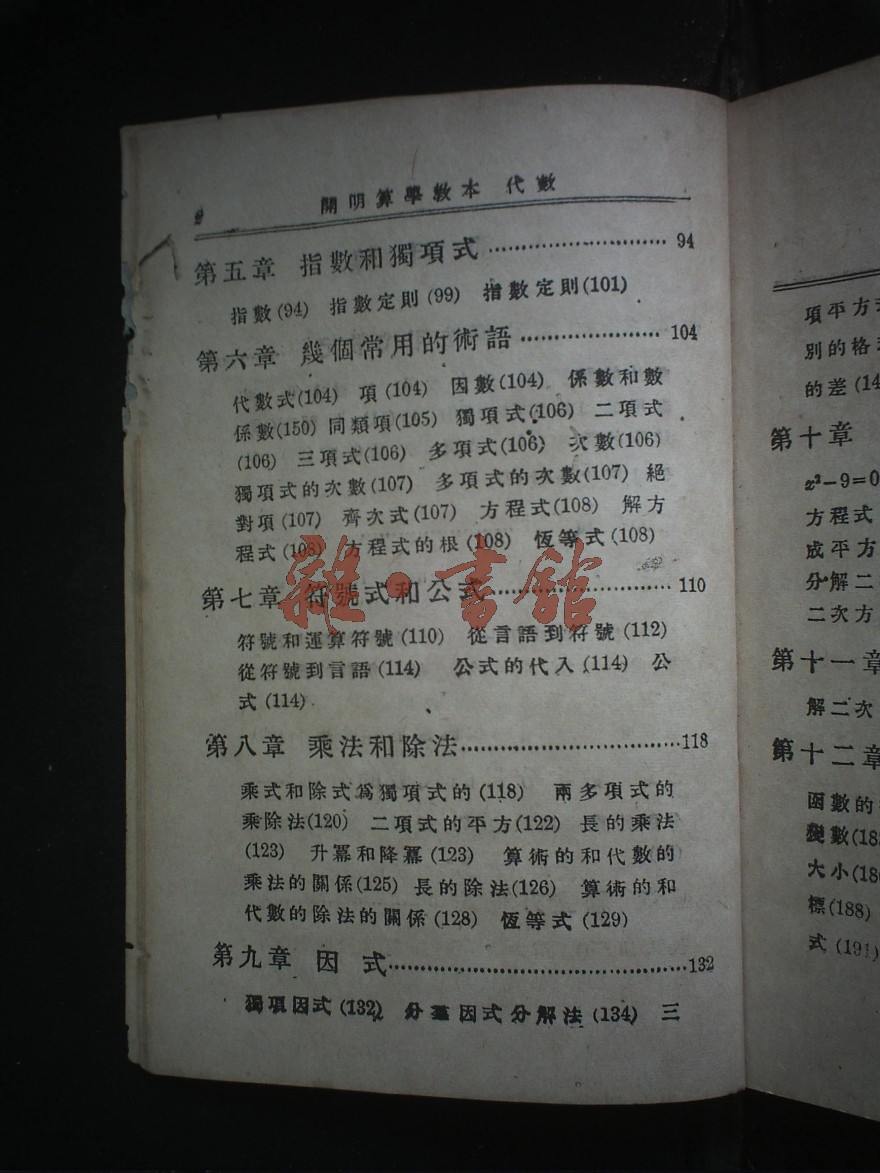 開明算學教本 代數
第五章 指數和獨項式……………………94
指數(94) 指數定則(99) 指數定則(101)
第六章 幾個常用的術語…………………104
代數式(104) 項(104) 因數(104) 係數和數
係數(150) 同類項(105) 獨項式(106) 二項式
(106) 三項式(106) 多項式(106) 次數(106)
獨項式的次數(107) 多項式的次數(107) 絕
對項(107) 齊次式(107) 方程式(108) 解方
程式(108) 方程式的根(108) 恆等式(108)
第七章 符號式和公式……………………110
符號和運算符號(110) 從言語到符號(112)
從符號到言語(114) 公式的代入(114) 公
式(114)
第八章 乘法和除法………………………118
乘式和除式爲獨項式的(118) 兩多項式的
乘除法(120) 二項式的平方(122) 長的乘法
(123) 升冪和降冪(123) 算術的和代數的
乘法的關係(125) 長的除法(126) 算術的和
代數的除法的關係(128) 恆等式(129)
第九章 因式………………………………132
獨項因式(132) 分羣因式分解法(134) 三
雜·書館
項平方
別的格
的差(14
第十章
x²-9=0
方程式
成平方
分解二
二次方
第十一章
解二次
第十二章
函數的
變數(18
大小(18
標(188)
式(191)